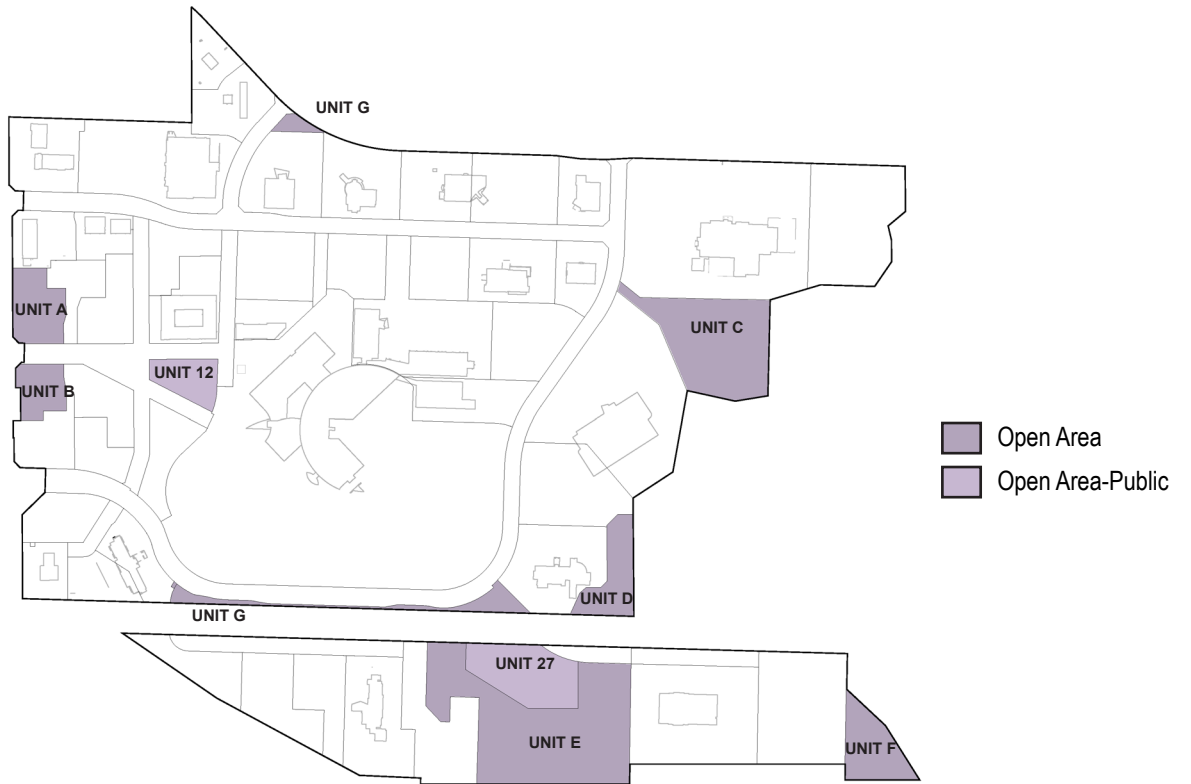 UNIT G
UNIT A
UNIT C
UNIT 12
UNIT B
Open Area
Open Area-Public
UNIT D
UNIT G
UNIT 27
UNIT E
UNIT F